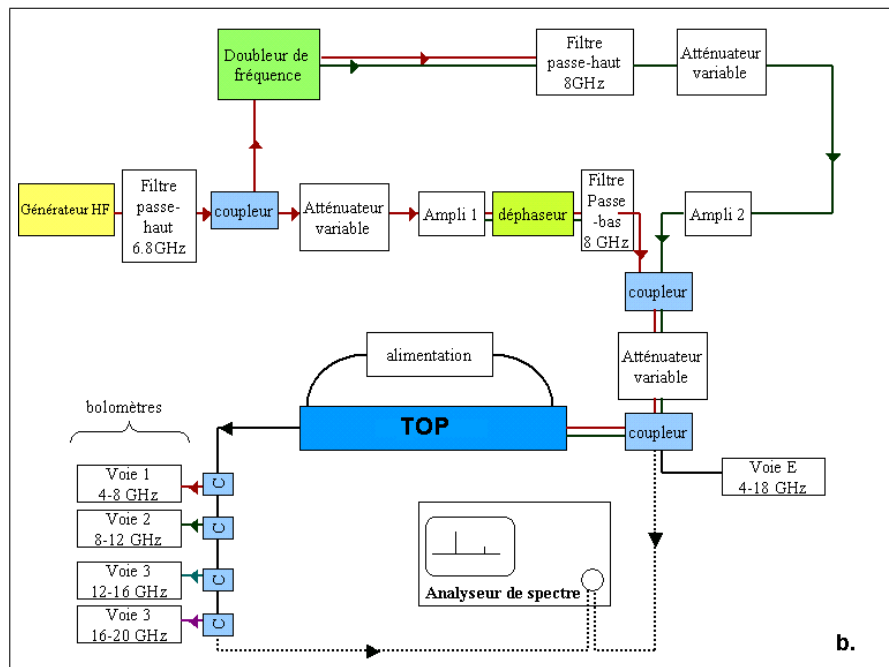 Doubleur de
fréquence
Filtre
passe-haut
8GHz
Atténuateur
variable
Générateur HF
Filtre
passe-
haut
6.8GHz
coupleur
Atténuateur
variable
Ampli 1
déphaseur
Filtre
Passe
-bas
8 GHz
Ampli 2
coupleur
alimentation
Atténuateur
variable
bolomètres
TOP
coupleur
Voie 1
4-8 GHz
C
Voie E
4-18 GHz
Voie 2
8-12 GHz
C
Voie 3
12-16 GHz
C
Analyseur de spectre
Voie 3
16-20 GHz
C
b.